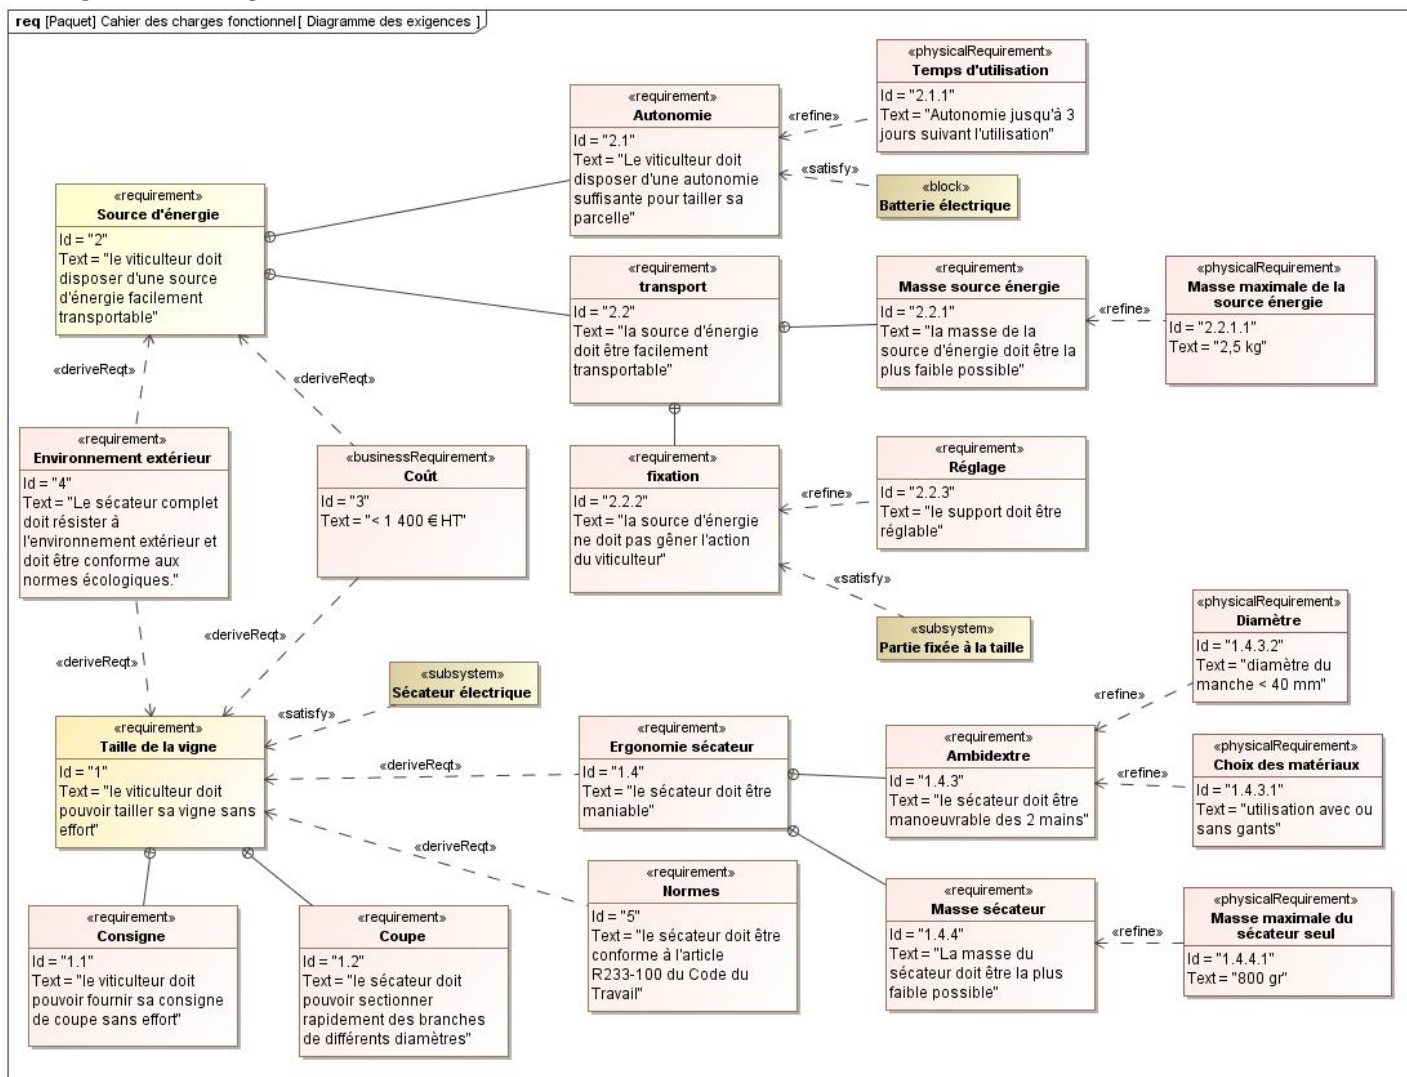 req [Paquet] Cahier des charges fonctionnel [ Diagramme des exigences ]
«physicalRequirement»
Temps d'utilisation
Id = "2.1.1"
Text = "Autonomie jusqu'à 3
jours suivant l'utilisation"
«requirement»
Autonomie
Id = "2.1"
Text = "Le viticulteur doit
disposer d'une autonomie
suffisante pour tailler sa
parcelle"
«refine»
«satisfy»
«block»
Batterie électrique
«requirement»
Source d'énergie
Id = "2"
Text = "le viticulteur doit
disposer d'une source
d'énergie facilement
transportable"
«requirement»
transport
Id = "2.2"
Text = "la source d'énergie
doit être facilement
transportable"
«requirement»
Masse source énergie
Id = "2.2.1"
Text = "la masse de la
source d'énergie doit être la
plus faible possible"
«refine»
«physicalRequirement»
Masse maximale de la
source énergie
Id = "2.2.1.1"
Text = "2,5 kg"
«deriveReqt»
«deriveReqt»
«requirement»
Environnement extérieur
Id = "4"
Text = "Le sécateur complet
doit résister à
l'environnement extérieur et
doit être conforme aux
normes écologiques."
«businessRequirement»
Coût
Id = "3"
Text = "< 1 400 € HT"
«requirement»
fixation
Id = "2.2.2"
Text = "la source d'énergie
ne doit pas gêner l'action
du viticulteur"
«refine»
«requirement»
Réglage
Id = "2.2.3"
Text = "le support doit être
réglable"
«satisfy»
«subsystem»
Partie fixée à la taille
«deriveReqt»
«deriveReqt»
«subsystem»
Sécateur électrique
«satisfy»
«physicalRequirement»
Diamètre
Id = "1.4.3.2"
Text = "diamètre du
manche < 40 mm"
«refine»
«requirement»
Taille de la vigne
Id = "1"
Text = "le viticulteur doit
pouvoir tailler sa vigne sans
effort"
«deriveReqt»
«requirement»
Ergonomie sécateur
Id = "1.4"
Text = "le sécateur doit être
maniable"
«requirement»
Ambidextre
Id = "1.4.3"
Text = "le sécateur doit être
manoeuvrable des 2 mains"
«refine»
«physicalRequirement»
Choix des matériaux
Id = "1.4.3.1"
Text = "utilisation avec ou
sans gants"
«deriveReqt»
«requirement»
Consigne
Id = "1.1"
Text = "le viticulteur doit
pouvoir fournir sa consigne
de coupe sans effort"
«requirement»
Coupe
Id = "1.2"
Text = "le sécateur doit
pouvoir sectionner
rapidement des branches
de différents diamètres"
«requirement»
Normes
Id = "5"
Text = "le sécateur doit être
conforme à l'article
R233-100 du Code du
Travail"
«requirement»
Masse sécateur
Id = "1.4.4"
Text = "La masse du
sécateur doit être la plus
faible possible"
«refine»
«physicalRequirement»
Masse maximale du
sécateur seul
Id = "1.4.4.1"
Text = "800 gr"